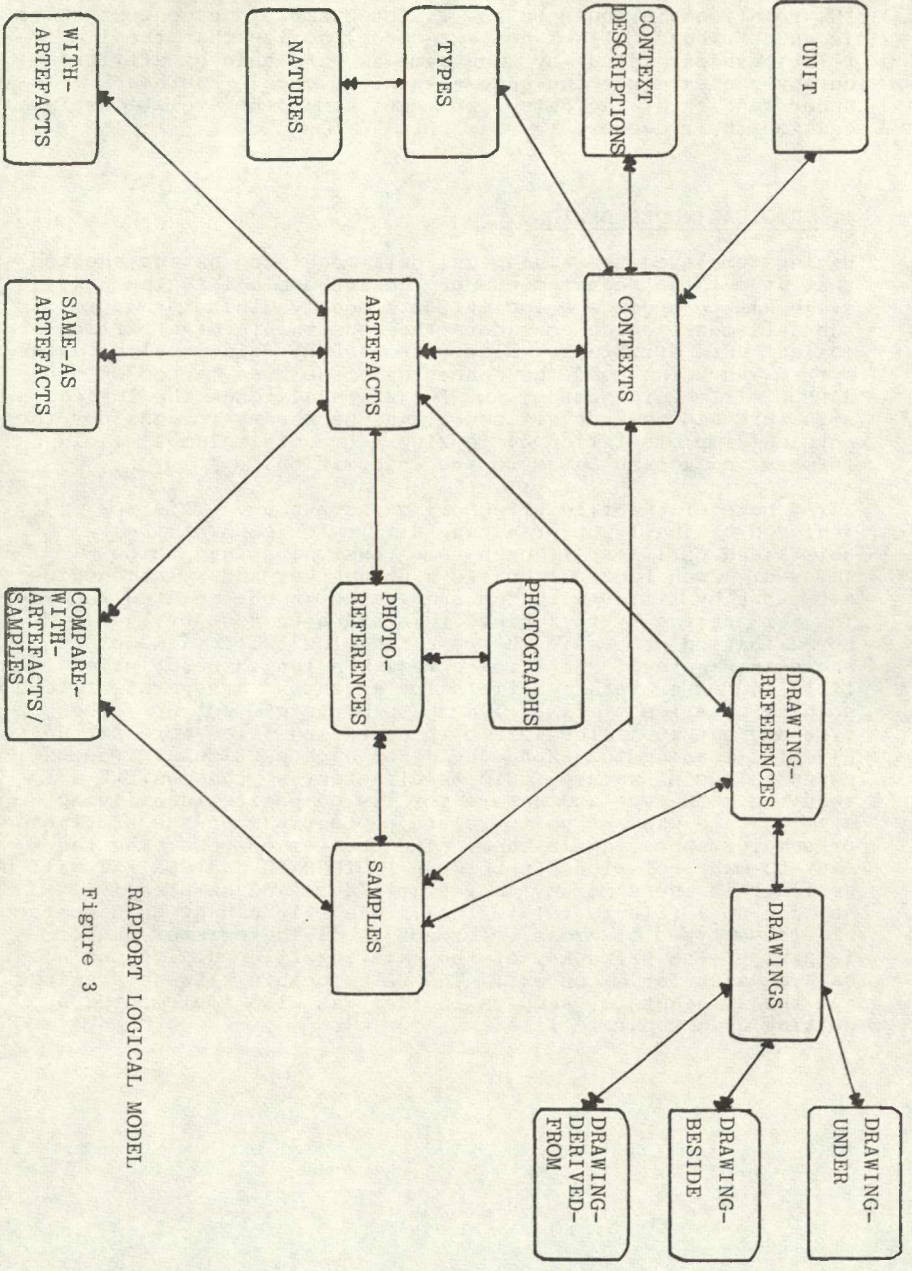 UNIT
CONTEXT
DESCRIPTIONS
TYPES
NATURES
WITH-
ARTEFACTS
CONTEXTS
ARTEFACTS
SAME-AS
ARTEFACTS
DRAWING-
REFERENCES
PHOTOGRAPHS
PHOTO-
REFERENCES
COMPARE-
WITH-
ARTEFACTS/
SAMPLES
DRAWINGS
SAMPLES
DRAWING-
UNDER
DRAWING-
BESIDE
DRAWING-
DERIVED-
FROM
RAPPORT LOGICAL MODEL
Figure 3